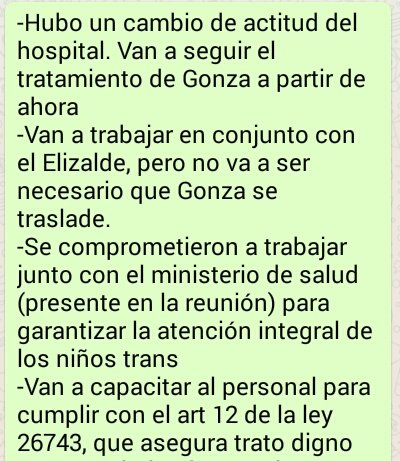 -Hubo un cambio de actitud del
hospital. Van a seguir el
tratamiento de Gonza a partir de
ahora
-Van a trabajar en conjunto con
el Elizalde, pero no va a ser
necesario que Gonza se
traslade.
-Se comprometieron a trabajar
junto con el ministerio de salud
(presente en la reunión) para
garantizar la atención integral de
los niños trans
-Van a capacitar al personal para
cumplir con el art 12 de la ley
26743, que asegura trato digno